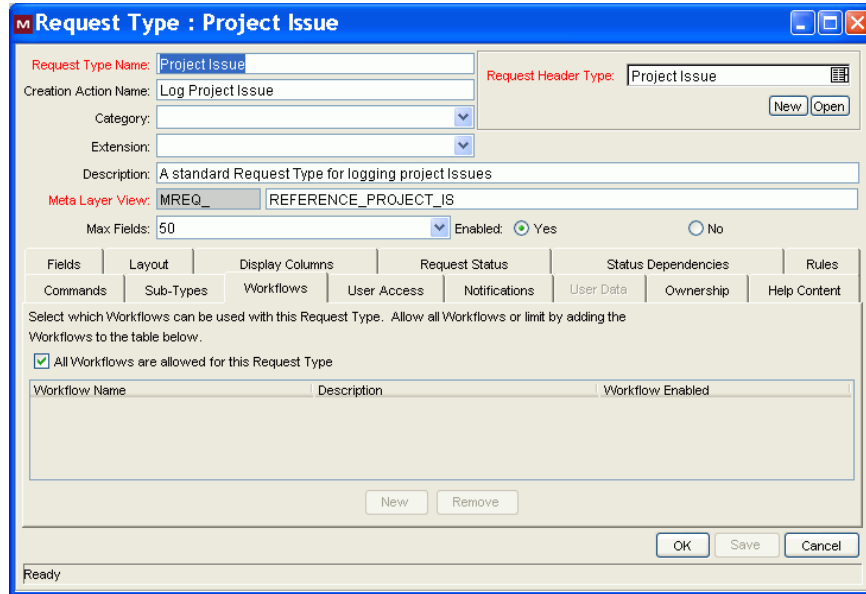 M Request Type : Project Issue
Request Type Name: Project Issue
Request Header Type: Project Issue
Creation Action Name: Log Project Issue
New Open
Category:
Extension:
Description: A standard Request Type for logging project Issues
Meta Layer View: MREQ_ REFERENCE_PROJECT_IS
Max Fields: 50 Enabled: Yes No
Fields Layout Display Columns Request Status Status Dependencies Rules
Commands Sub-Types Workflows User Access Notifications User Data Ownership Help Content
Select which Workflows can be used with this Request Type. Allow all Workflows or limit by adding the
Workflows to the table below.
All Workflows are allowed for this Request Type
Workflow Name Description Workflow Enabled
New Remove
OK Save Cancel
Ready